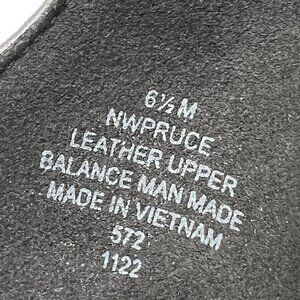 6½ M
NWPRUCE
LEATHER UPPER
BALANCE MAN MADE
MADE IN VIETNAM
572
1122